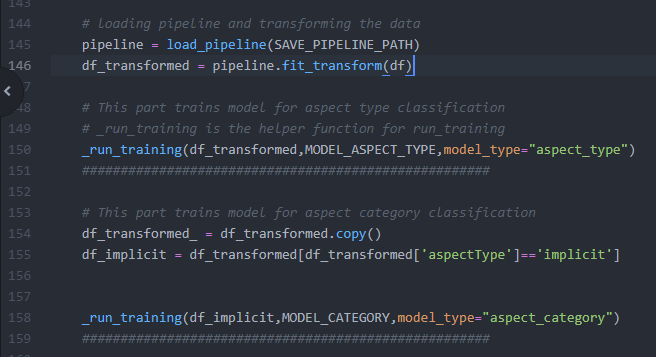 143
144 # loading pipeline and transforming the data
145 pipeline = load_pipeline(SAVE_PIPELINE_PATH)
146 df_transformed = pipeline.fit_transform(df)
7
48 # This part trains model for aspect type classification
149 # _run_training is the helper function for run_training
150 _run_training(df_transformed,MODEL_ASPECT_TYPE,model_type="aspect_type")
151 ####################################################
152
153 # This part trains model for aspect category classification
154 df_transformed_ = df_transformed.copy()
155 df_implicit = df_transformed[df_transformed['aspectType']=='implicit']
156
157
158 _run_training(df_implicit,MODEL_CATEGORY,model_type="aspect_category")
159 ####################################################